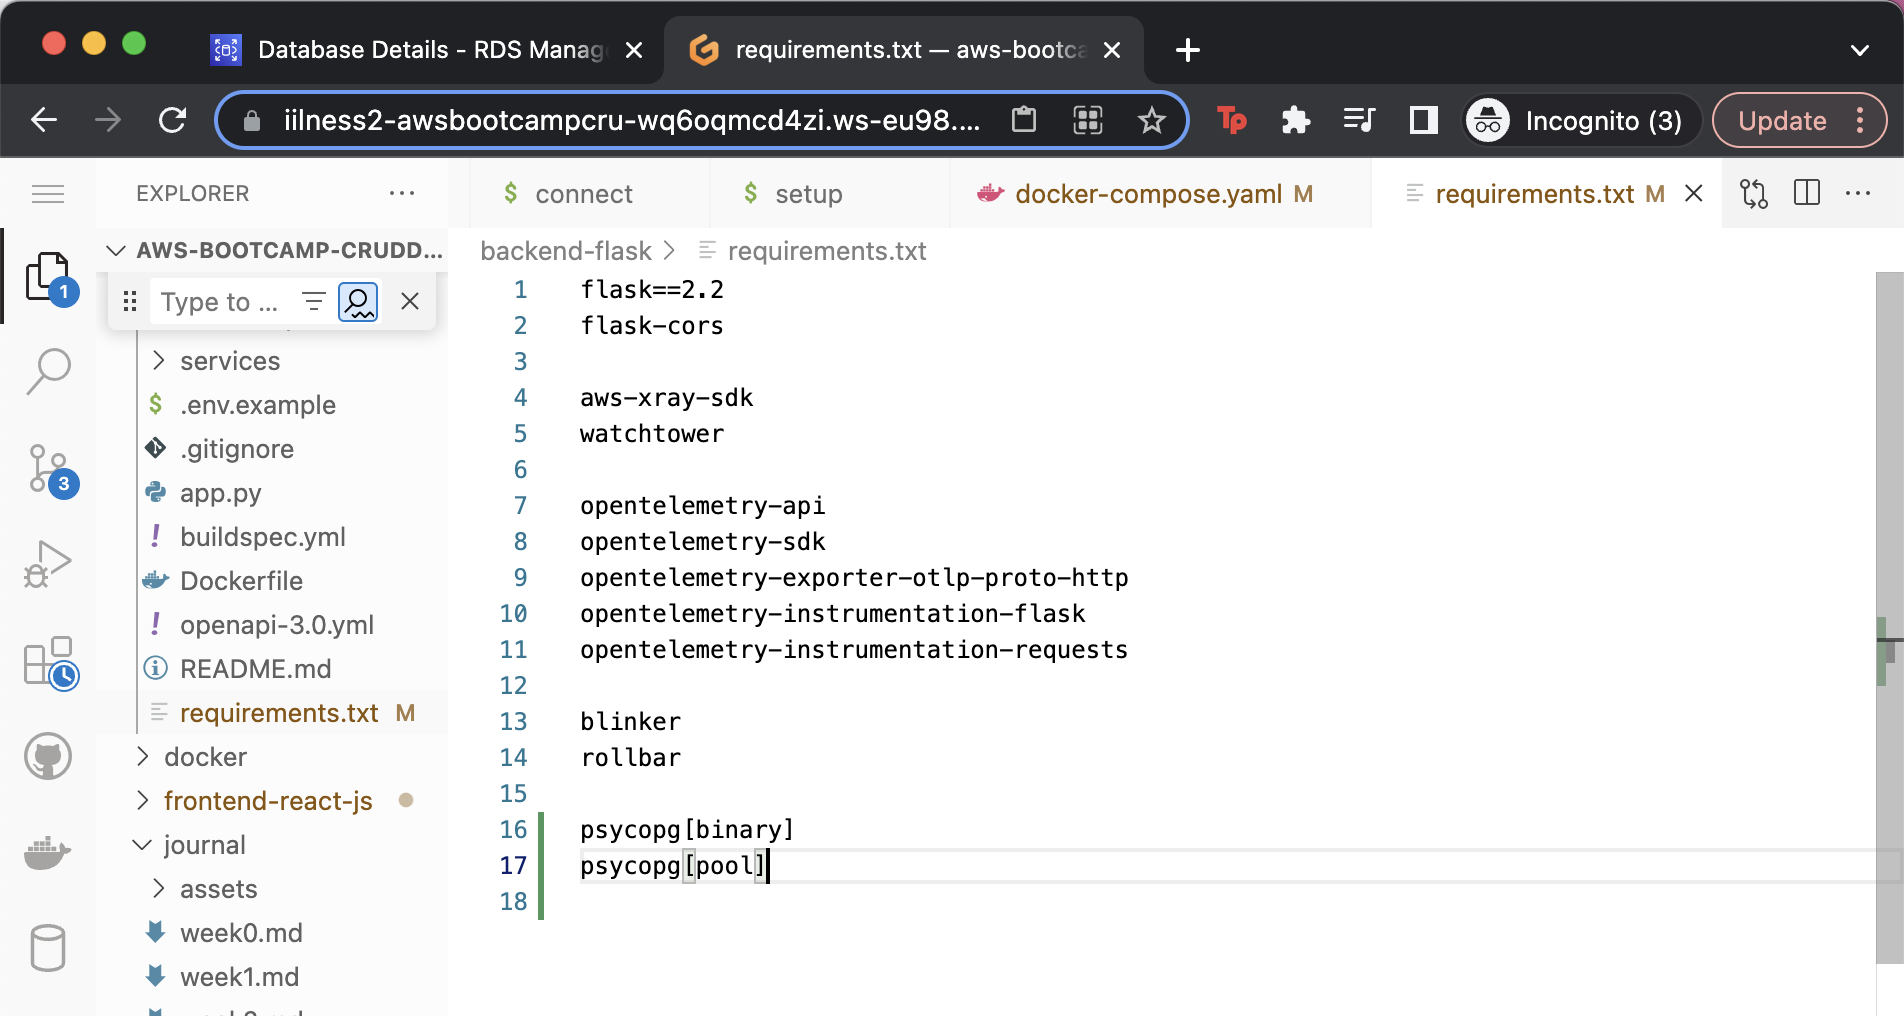 Database Details - RDS Manag
requirements.txt — aws-bootca
iilness2-awsbootcampcru-wq6oqmcd4zi.ws-eu98....
Tp
Incognito (3)
Update
EXPLORER
$ connect
$ setup
docker-compose.yaml M
requirements.txt M
AWS-BOOTCAMP-CRUDD...
backend-flask > requirements.txt
Type to ...
1
3
services
$ .env.example
.gitignore
app.py
! buildspec.yml
Dockerfile
! openapi-3.0.yml
README.md
requirements.txt M
docker
frontend-react-js
journal
assets
week0.md
week1.md
1 flask==2.2
2 flask-cors
3
4 aws-xray-sdk
5 watchtower
6
7 opentelemetry-api
8 opentelemetry-sdk
9 opentelemetry-exporter-otlp-proto-http
10 opentelemetry-instrumentation-flask
11 opentelemetry-instrumentation-requests
12
13 blinker
14 rollbar
15
16 psycopg[binary]
17 psycopg[pool]
18